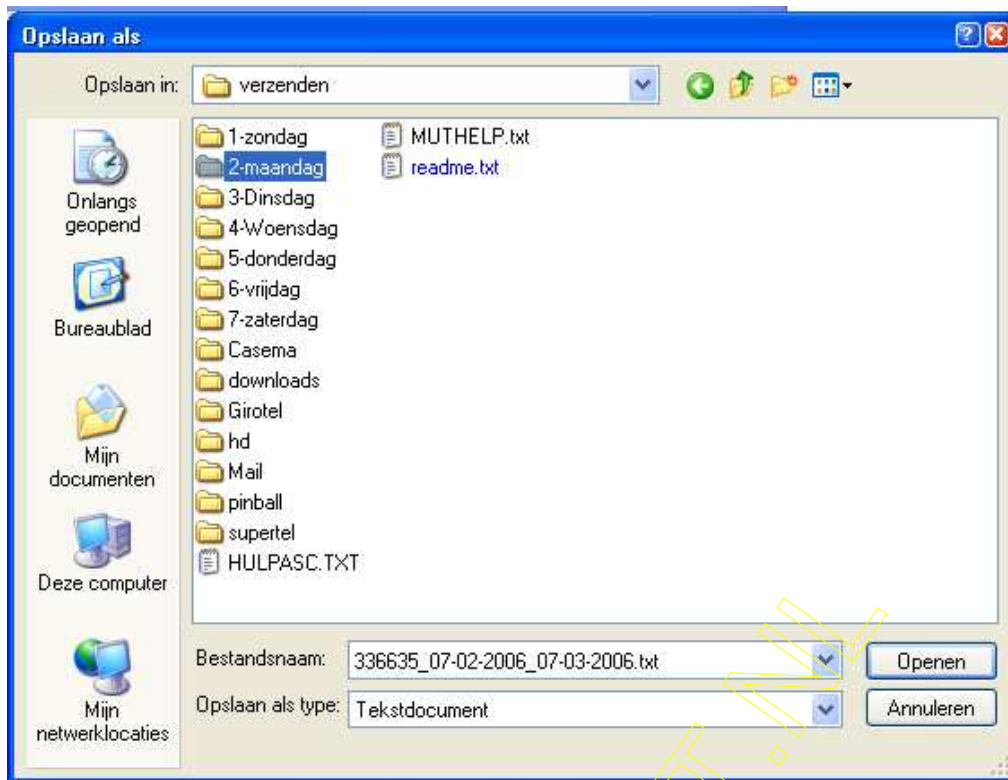 Opslaan als
Opslaan in:
verzenden
Onlangs
geopend
Bureaublad
Mijn
documenten
Deze computer
Mijn
netwerklocaties
1-zondag
2-maandag
3-Dinsdag
4-Woensdag
5-donderdag
6-vrijdag
7-zaterdag
Casema
downloads
Girotel
hd
Mail
pinball
supertel
HULPASC.TXT
MUTHELP.txt
readme.txt
Bestandsnaam:
336635_07-02-2006_07-03-2006.txt
Openen
Opslaan als type:
Tekstdocument
Annuleren
T.NL